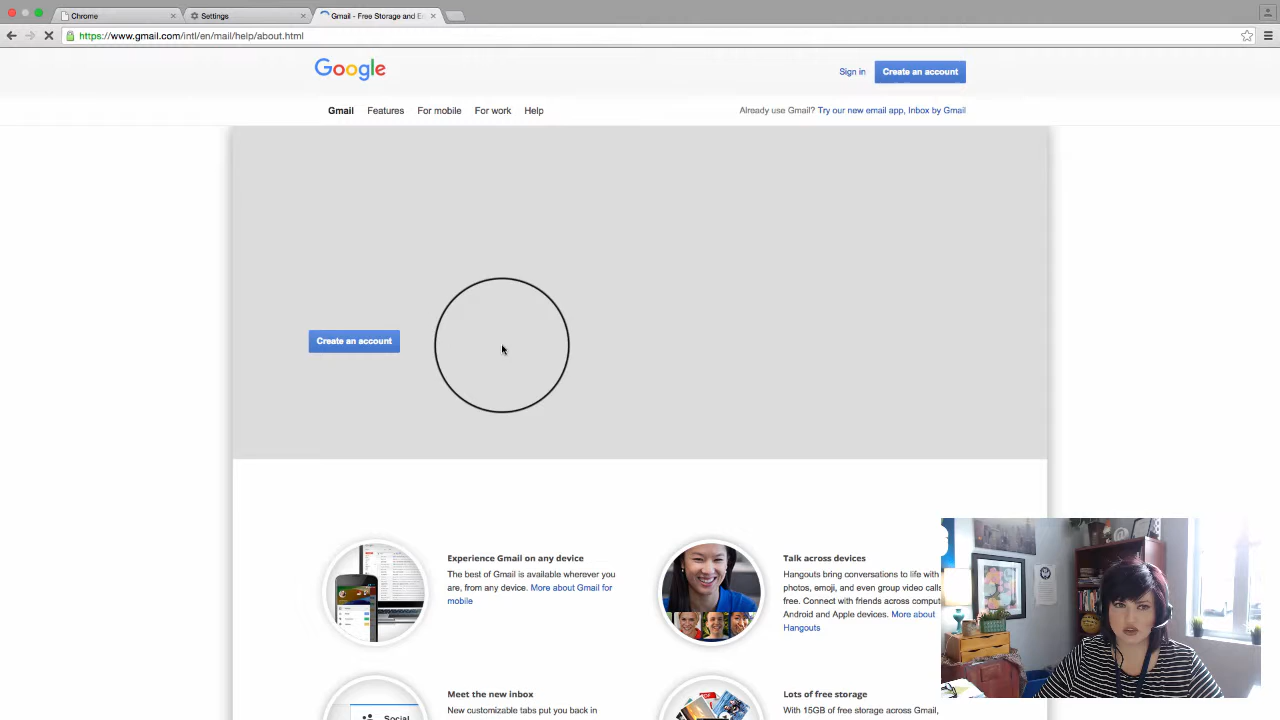 Chrome
Settings
Gmail - Free Storage and E
https://www.gmail.com/intl/en/mail/help/about.html
Google
Sign in
Create an account
Gmail
Features
For mobile
For work
Help
Already use Gmail? Try our new email app, Inbox by Gmail
Create an account
Experience Gmail on any device
The best of Gmail is available wherever you
are, from any device. More about Gmail for
mobile
Talk across devices
Hangouts bring conversations to life with
photos, emoji, and even group video calls
free. Connect with friends across comput
Android and Apple devices. More about
Hangouts
Meet the new inbox
New customizable tabs put you back in
Social
Lots of free storage
With 15GB of free storage across Gmail,
PDF